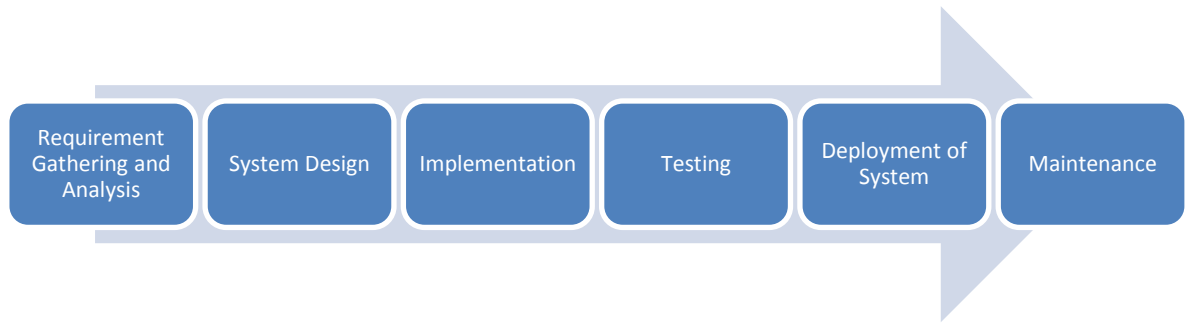 Requirement
Gathering and
Analysis
System Design
Implementation
Testing
Deployment of
System
Maintenance